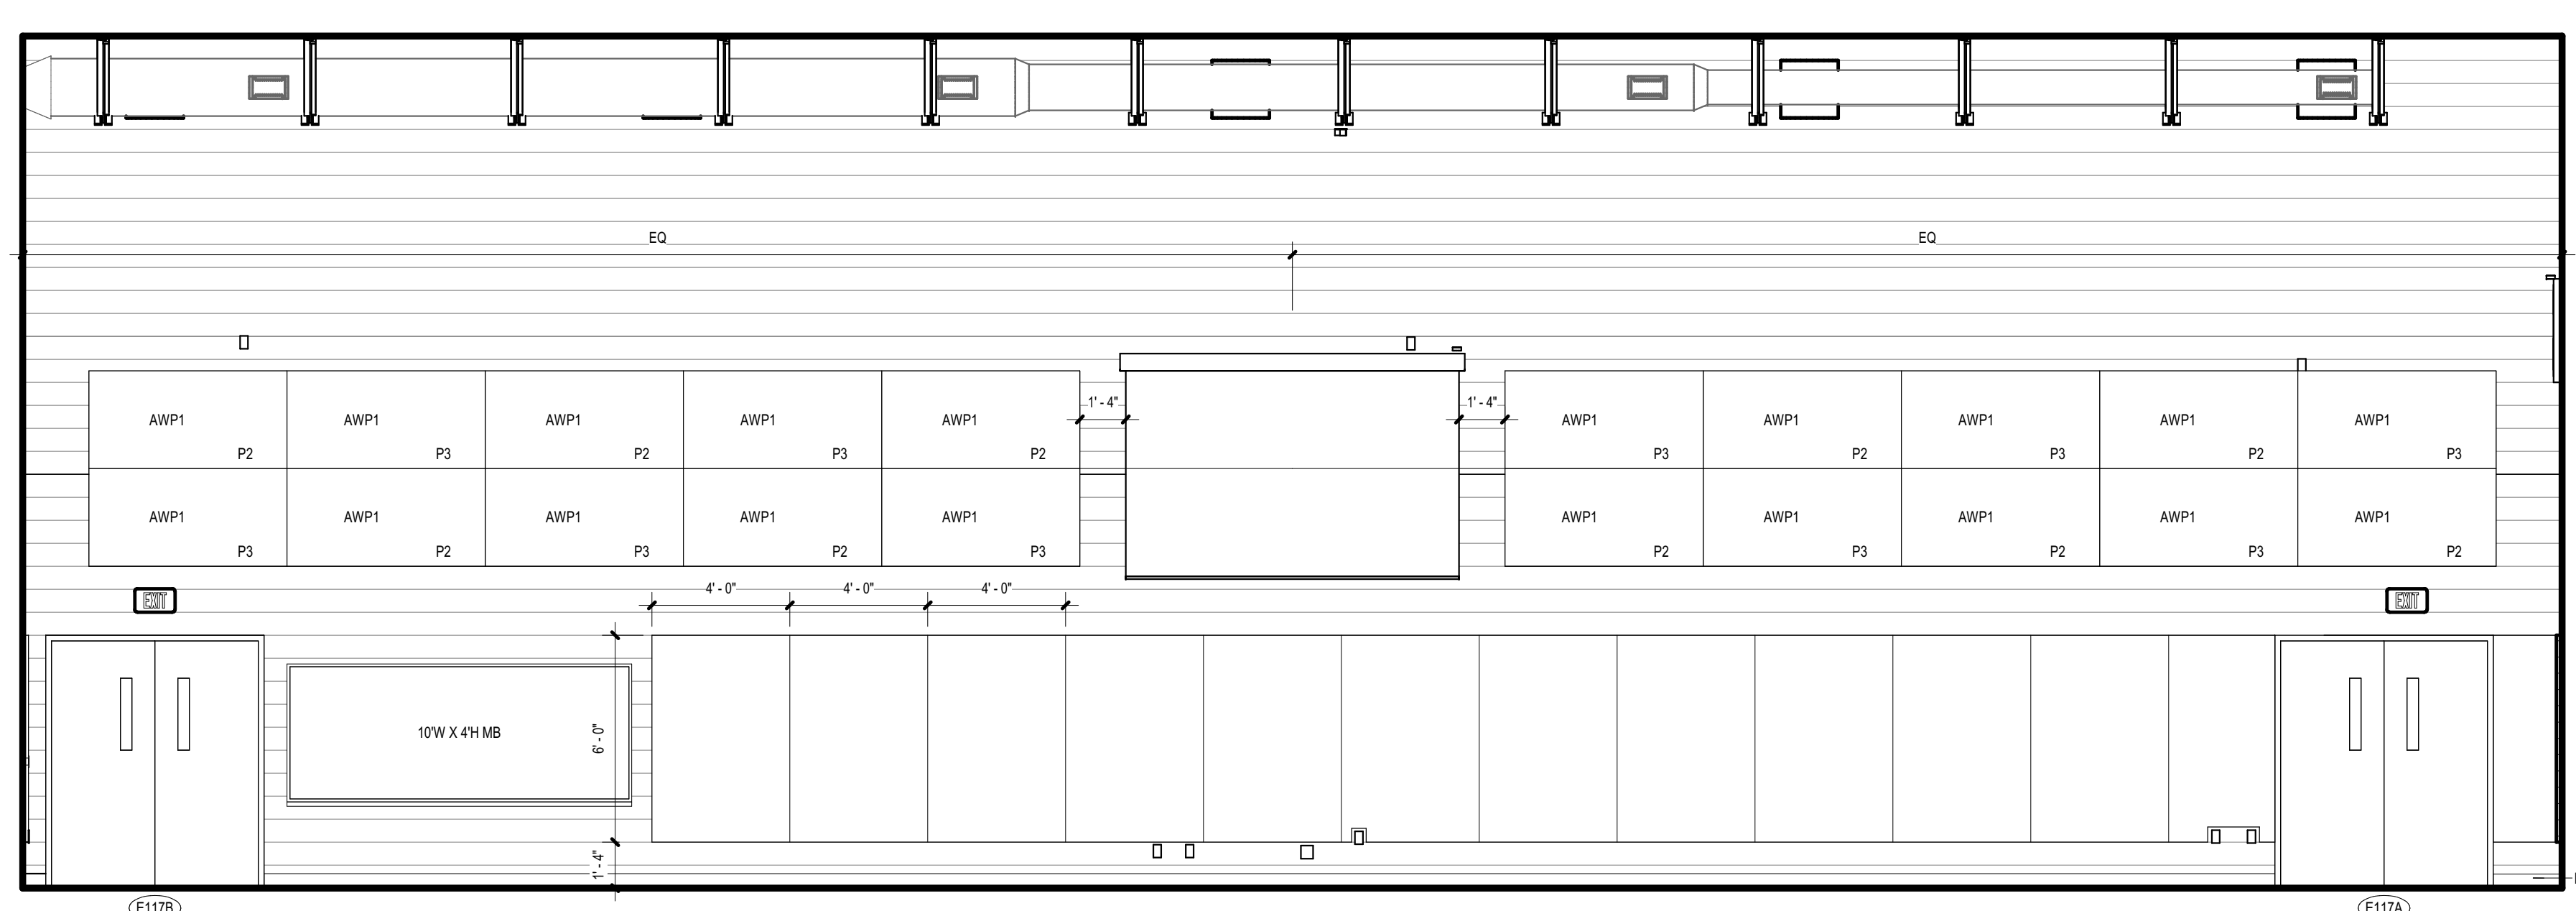 EQ EQ
1' - 4" 1' - 4"
AWP1 AWP1 AWP1 AWP1 AWP1 AWP1 AWP1 AWP1 AWP1 AWP1
P2 P3 P2 P3 P2 P3 P2 P3 P2 P3
AWP1 AWP1 AWP1 AWP1 AWP1 AWP1 AWP1 AWP1 AWP1 AWP1
P3 P2 P3 P2 P3 P2 P3 P2 P3 P2
4' - 0" 4' - 0" 4' - 0"
EXIT EXIT
10'W X 4'H MB
6' - 0"
1' - 4"
E117B E117A